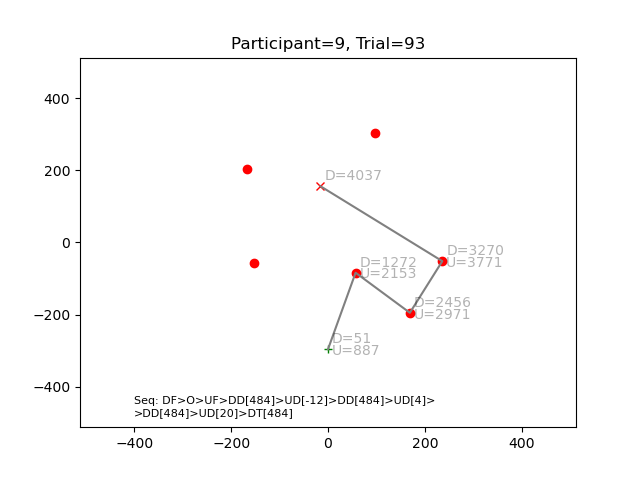 Participant=9, Trial=93
400
200
0
−200
−400
−400
−200
0
200
400
D=4037
D=3270
U=3771
D=1272
U=2153
D=2456
U=2971
D=51
U=887
Seq: DF>O>UF>DD[484]>UD[-12]>DD[484]>UD[4]>
>DD[484]>UD[20]>DT[484]